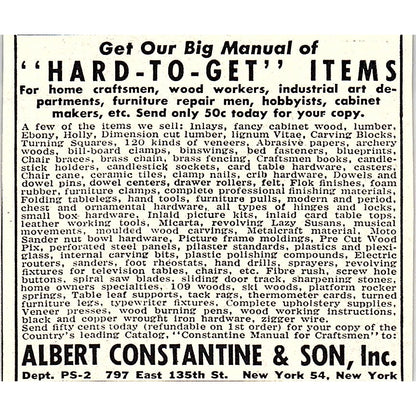 Get Our Big Manual of
"HARD-TO-GET" ITEMS
For home craftsmen, wood workers, industrial art de-
partments, furniture repair men, hobbyists, cabinet
makers, etc. Send only 50c today for your copy.
A few of the items we sell: Inlays, fancy cabinet wood, lumber,
Ebony, Holly, Dimension cut lumber, lignum Vitae, Carving Blocks,
Turning Squares, 120 kinds of veneers, Abrasive papers, archery
woods, bill-board clamps, binswings, bed fasteners, blueprints,
Chair braces, brass chain, brass fencing, Craftsmen books, candle-
stick holders, candlestick sockets, card table hardware, casters,
Chair cane, ceramic tiles, clamp nails, crib hardware, Dowels and
dowel pins, dowel centers, drawer rollers, felt, Flok finishes, foam
rubber, furniture clamps, complete professional finishing materials,
Folding tablelegs, hand tools, furniture pulls, modern and period,
chest and ornamental hardware, all types of hinges and locks,
small box hardware, Inlaid picture kits, inlaid card table tops,
leather working tools, Micarta, revolving Lazy Susans, musical
movements, moulded wood carvings, Metalcraft materials, Moto
Sander nut bowl hardware, Picture frame moldings, Pre Cut Wood
Pix, perforated steel panels, pilaster standards, plastics and plexi-
glass, internal carving bits, plastic polishing compounds, Electric
routers, sanders, foot rheostats, hand drills, sprayers, revolving
fixtures for television tables, chairs, etc. Fibre rush, screw hole
buttons, spiral saw blades, sliding door tracks, sharpening stones,
home owners specialties, 109 woods, ski woods, platform rocker
springs, Table leaf supports, tack rags, thermometer cards, turned
furniture legs, typewriter fixtures, Complete upholstery supplies,
Veneer presses, wood burning pens, wood working instructions,
black and copper wrought iron hardware, zigger wire.
Send fifty cents today (refundable on 1st order) for your copy of the
Country's leading Catalog, "Constantine Manual for Craftsmen" to:
ALBERT CONSTANTINE & SON, Inc.
Dept. PS-2 797 East 135th St. New York 54, New York